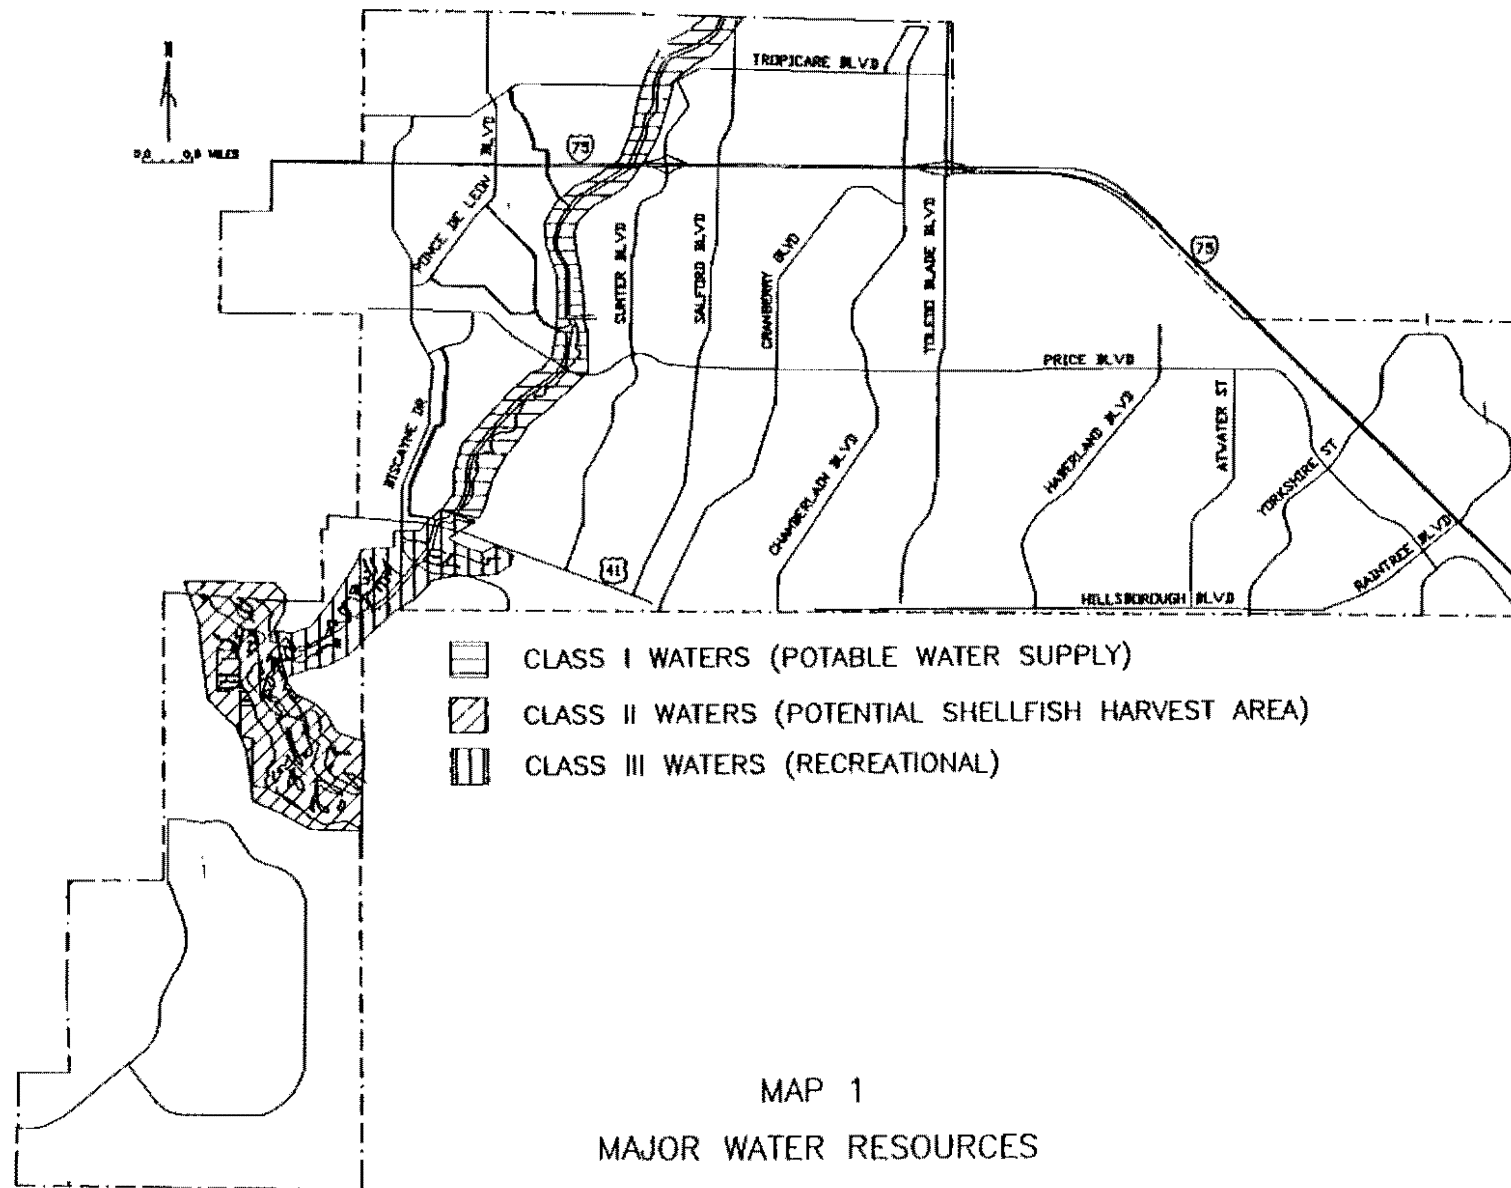 N
0.0 0.8 MILES
TROPICARE BLVD
75
PONCE DE LEON BLVD
SUMTER BLVD
SALFORD BLVD
CRANBERRY BLVD
TOLEDO BLADE BLVD
75
PRICE BLVD
BISCAYNE DR
CHAMBERLAIN BLVD
HABERLAND BLVD
ATWATER ST
YORKSHIRE ST
RAINTREE BLVD
41
HILLSBOROUGH BLVD
CLASS I WATERS (POTABLE WATER SUPPLY)
CLASS II WATERS (POTENTIAL SHELLFISH HARVEST AREA)
CLASS III WATERS (RECREATIONAL)
MAP 1
MAJOR WATER RESOURCES